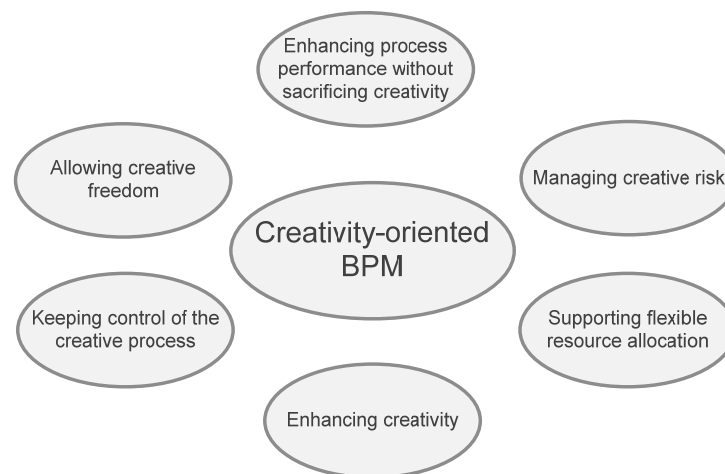 Enhancing process
performance without
sacrificing creativity
Allowing creative
freedom
Managing creative risk
Creativity-oriented
BPM
Keeping control of the
creative process
Supporting flexible
resource allocation
Enhancing creativity